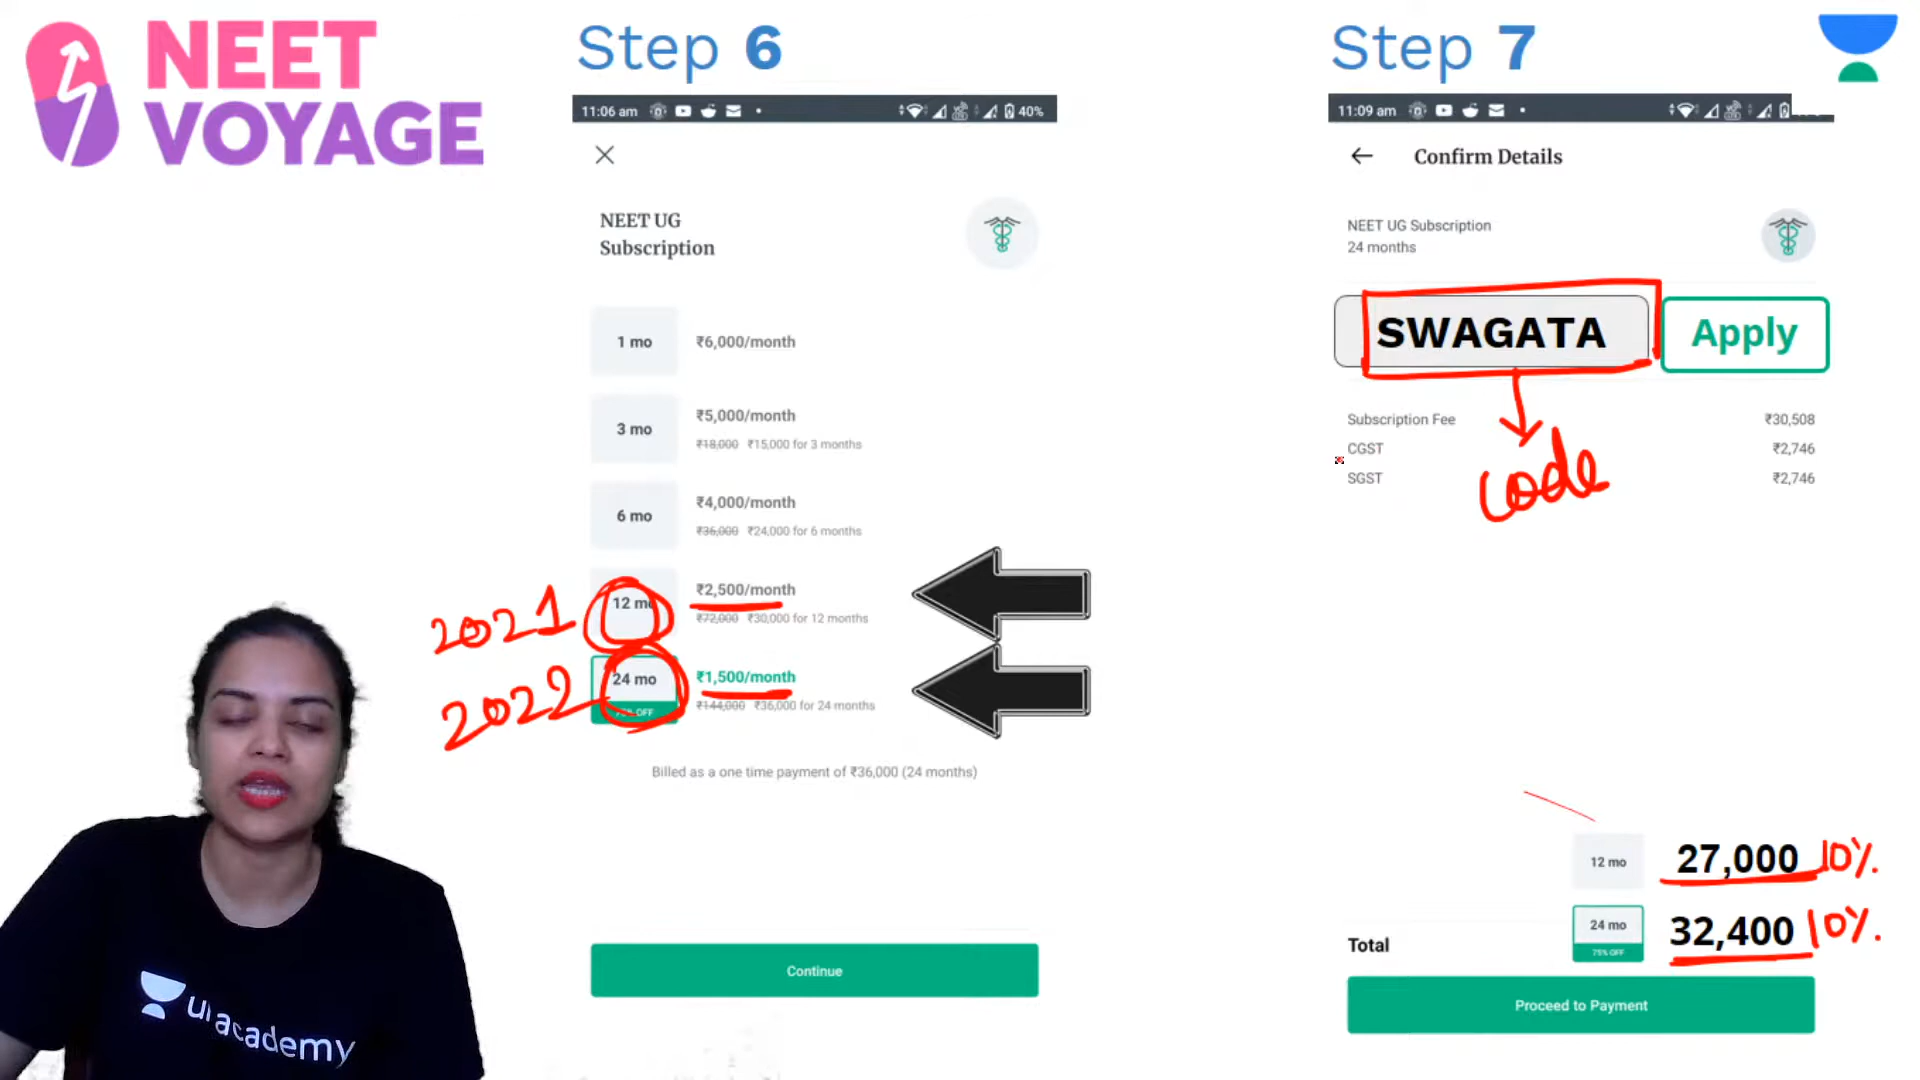 NEET
VOYAGE
Step 6
11:06 am
40%
NEET UG
Subscription
1 mo
₹6,000/month
3 mo
₹5,000/month
₹18,000 ₹15,000 for 3 months
6 mo
₹4,000/month
₹36,000 ₹24,000 for 6 months
2021
12 mo
₹2,500/month
₹72,000 ₹30,000 for 12 months
2022
24 mo
₹1,500/month
OFF
₹144,000 ₹36,000 for 24 months
Billed as a one time payment of ₹36,000 (24 months)
Continue
unacademy
Step 7
11:09 am
Confirm Details
NEET UG Subscription
24 months
SWAGATA
Apply
Subscription Fee ₹30,508
CGST ₹2,746
SGST ₹2,746
code
12 mo 27,000 10%.
24 mo 32,400 10%.
75% OFF
Total
Proceed to Payment